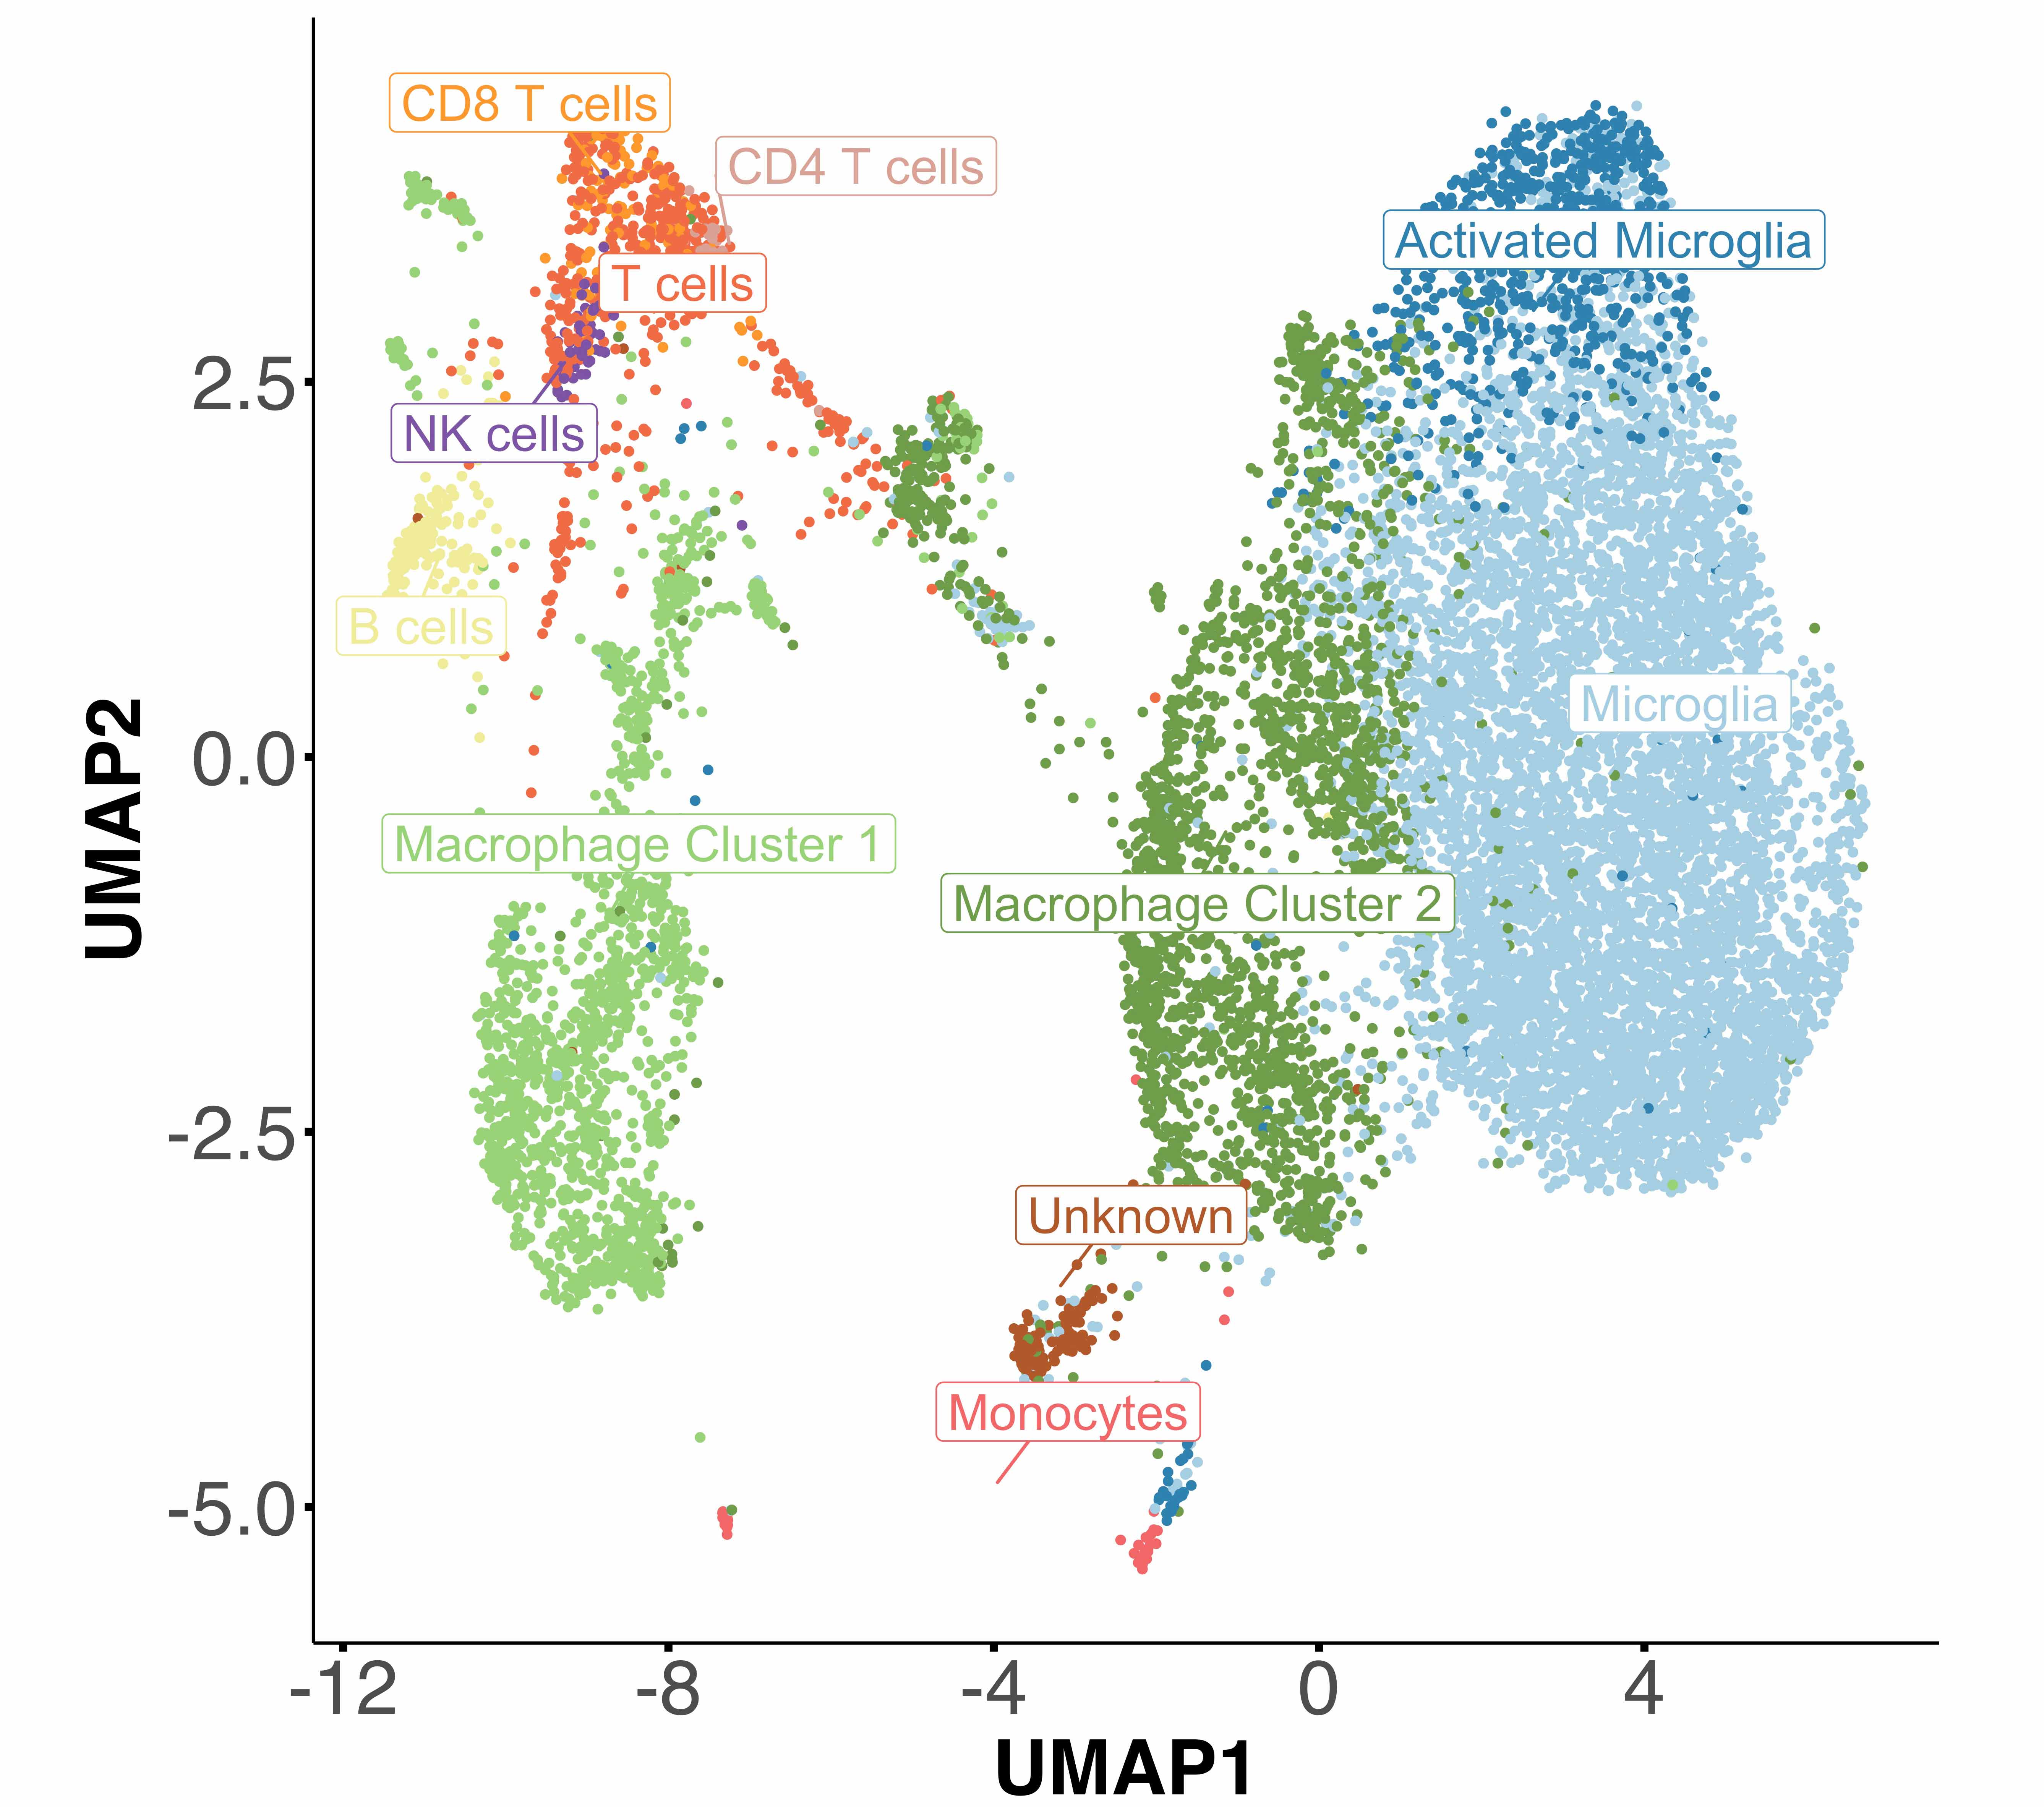 CD8 T cells
CD4 T cells
Activated Microglia
T cells
2.5
NK cells
B cells
Microglia
0.0
UMAP2
Macrophage Cluster 1
Macrophage Cluster 2
-2.5
Unknown
Monocytes
-5.0
-12
-8
-4
0
4
UMAP1